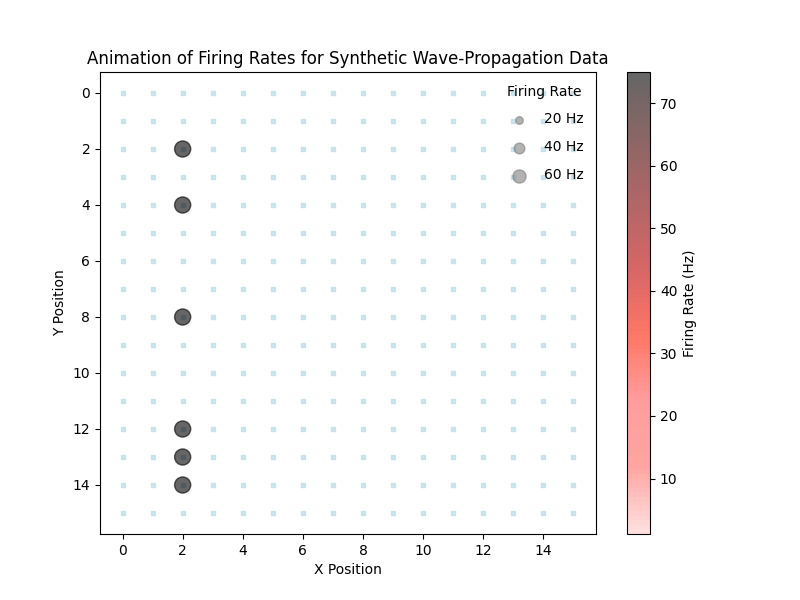 Animation of Firing Rates for Synthetic Wave-Propagation Data
Firing Rate
20 Hz
40 Hz
60 Hz
0
2
4
6
8
10
12
14
Y Position
0 2 4 6 8 10 12 14
X Position
70
60
50
40
30
20
10
Firing Rate (Hz)